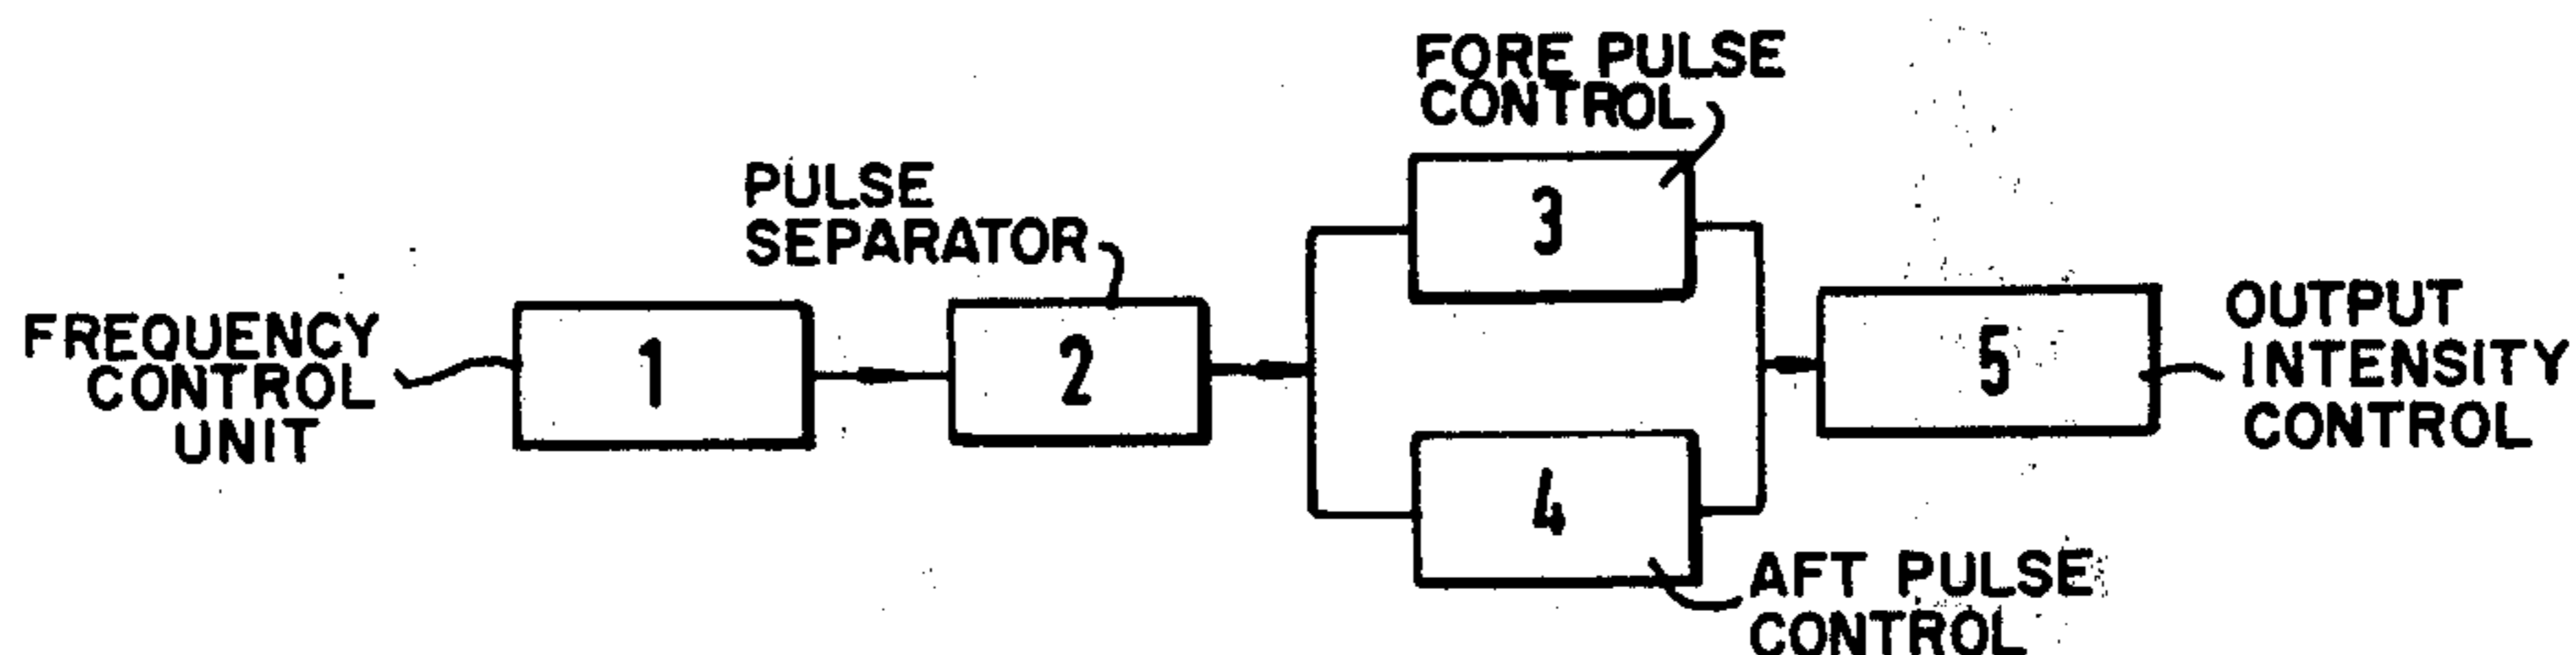 FREQUENCY
CONTROL
UNIT
1
PULSE
SEPARATOR
2
FORE PULSE
CONTROL
3
4
AFT PULSE
CONTROL
5
OUTPUT
INTENSITY
CONTROL